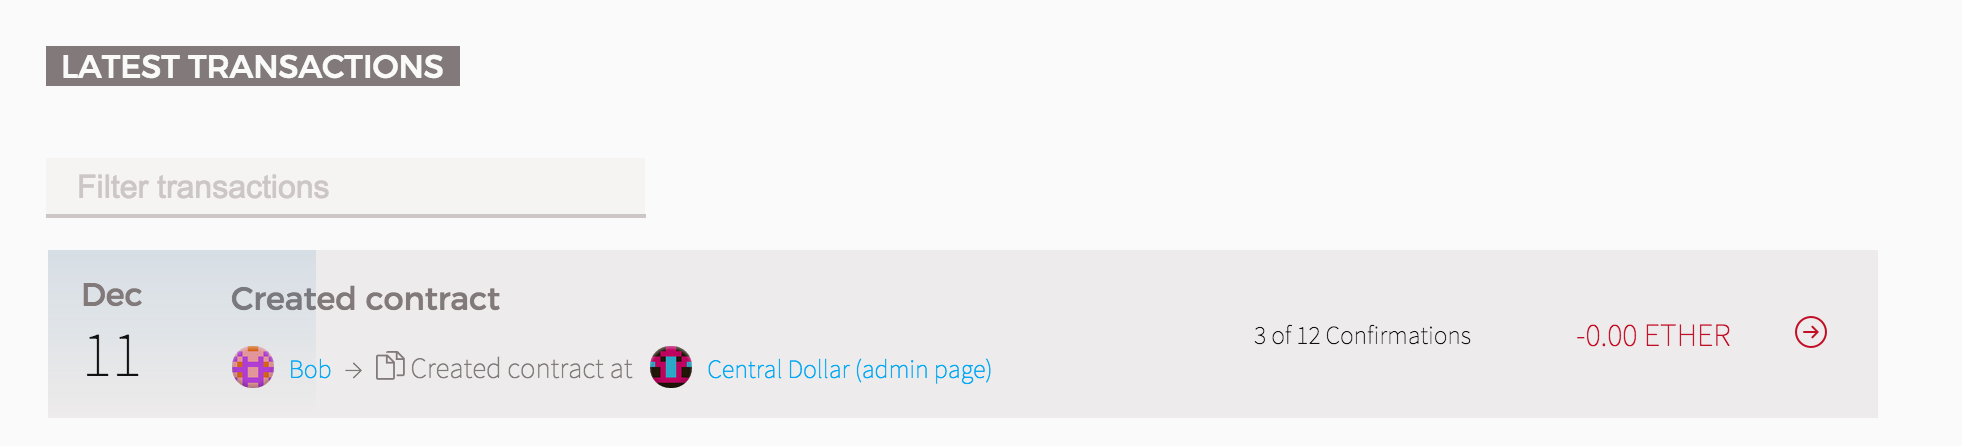 LATEST TRANSACTIONS
Filter transactions
Dec
11
Created contract
Bob → Created contract at Central Dollar (admin page)
3 of 12 Confirmations
-0.00 ETHER